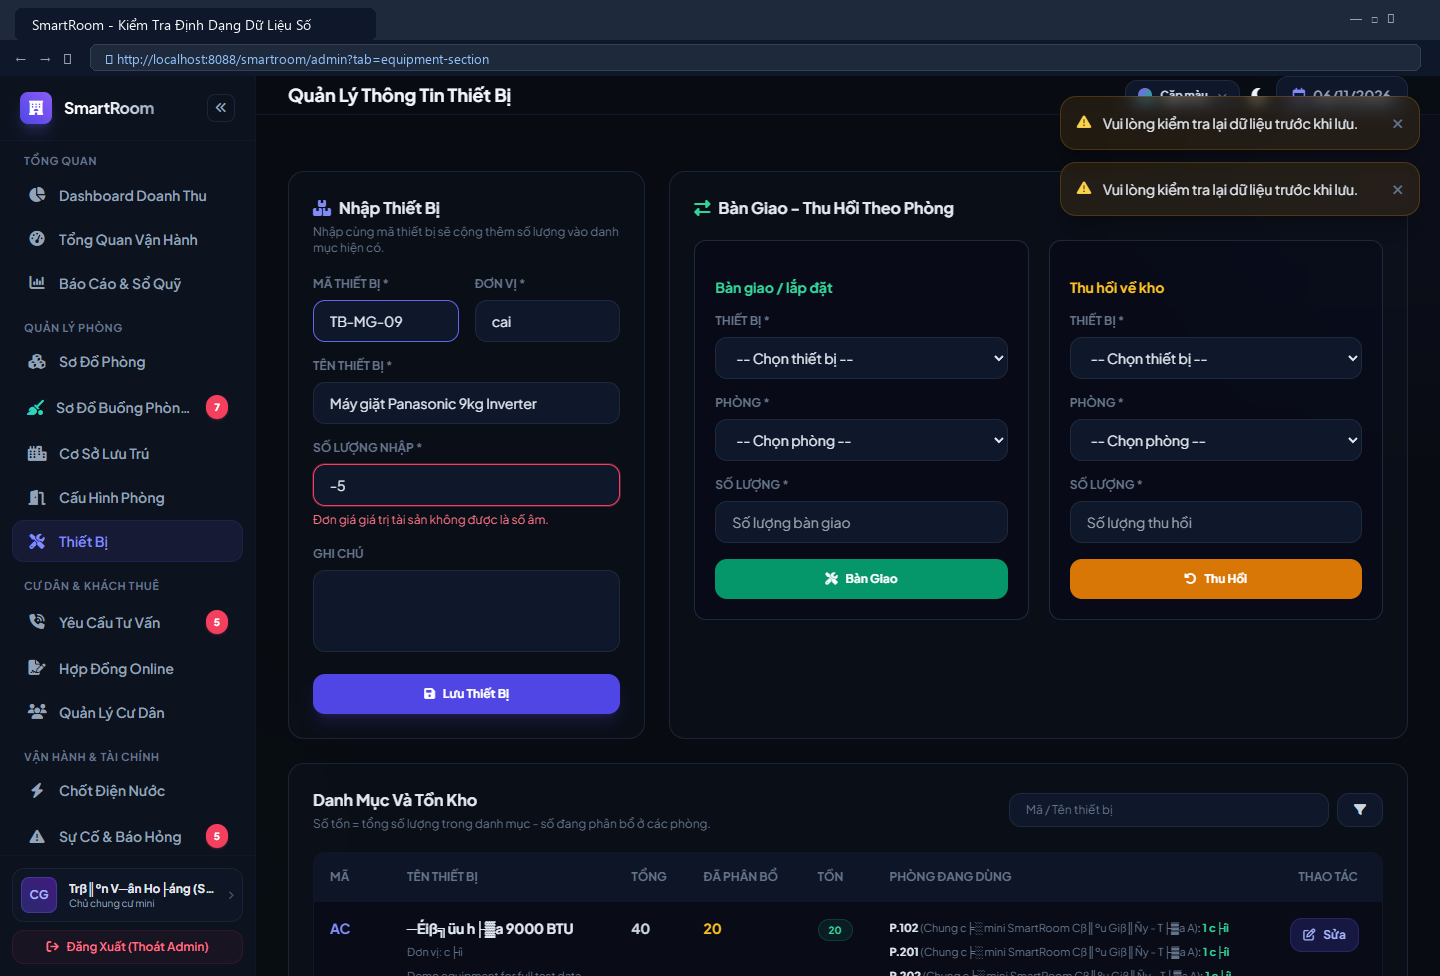 SmartRoom - Kiểm Tra Định Dạng Dữ Liệu Số
http://localhost:8088/smartroom/admin?tab=equipment-section
SmartRoom
TỔNG QUAN
Dashboard Doanh Thu
Tổng Quan Vận Hành
Báo Cáo & Sổ Quỹ
QUẢN LÝ PHÒNG
Sơ Đồ Phòng
Sơ Đồ Buồng Phòn...
7
Cơ Sở Lưu Trú
Cấu Hình Phòng
Thiết Bị
CƯ DÂN & KHÁCH THUÊ
Yêu Cầu Tư Vấn
5
Hợp Đồng Online
Quản Lý Cư Dân
VẬN HÀNH & TÀI CHÍNH
Chốt Điện Nước
Sự Cố & Báo Hỏng
5
CG
Chủ chung cư mini
Đăng Xuất (Thoát Admin)
Quản Lý Thông Tin Thiết Bị
06/11/2026
Vui lòng kiểm tra lại dữ liệu trước khi lưu.
Vui lòng kiểm tra lại dữ liệu trước khi lưu.
Nhập Thiết Bị
Nhập cùng mã thiết bị sẽ cộng thêm số lượng vào danh
mục hiện có.
MÃ THIẾT BỊ * ĐƠN VỊ *
TB-MG-09 cai
TÊN THIẾT BỊ *
Máy giặt Panasonic 9kg Inverter
SỐ LƯỢNG NHẬP *
-5
Đơn giá giá trị tài sản không được là số âm.
GHI CHÚ
Lưu Thiết Bị
Bàn Giao - Thu Hồi Theo Phòng
Bàn giao / lắp đặt
THIẾT BỊ *
-- Chọn thiết bị --
PHÒNG *
-- Chọn phòng --
SỐ LƯỢNG *
Số lượng bàn giao
Bàn Giao
Thu hồi về kho
THIẾT BỊ *
-- Chọn thiết bị --
PHÒNG *
-- Chọn phòng --
SỐ LƯỢNG *
Số lượng thu hồi
Thu Hồi
Danh Mục Và Tồn Kho
Số tồn = tổng số lượng trong danh mục - số đang phân bổ ở các phòng.
Mã / Tên thiết bị
MÃ TÊN THIẾT BỊ TỔNG ĐÃ PHÂN BỔ TỒN PHÒNG ĐANG DÙNG THAO TÁC
AC 9000 BTU 40 20 20
P.102 (Chung c mini SmartRoom
P.201 (Chung c mini SmartRoom
Sửa
Đơn vị: c